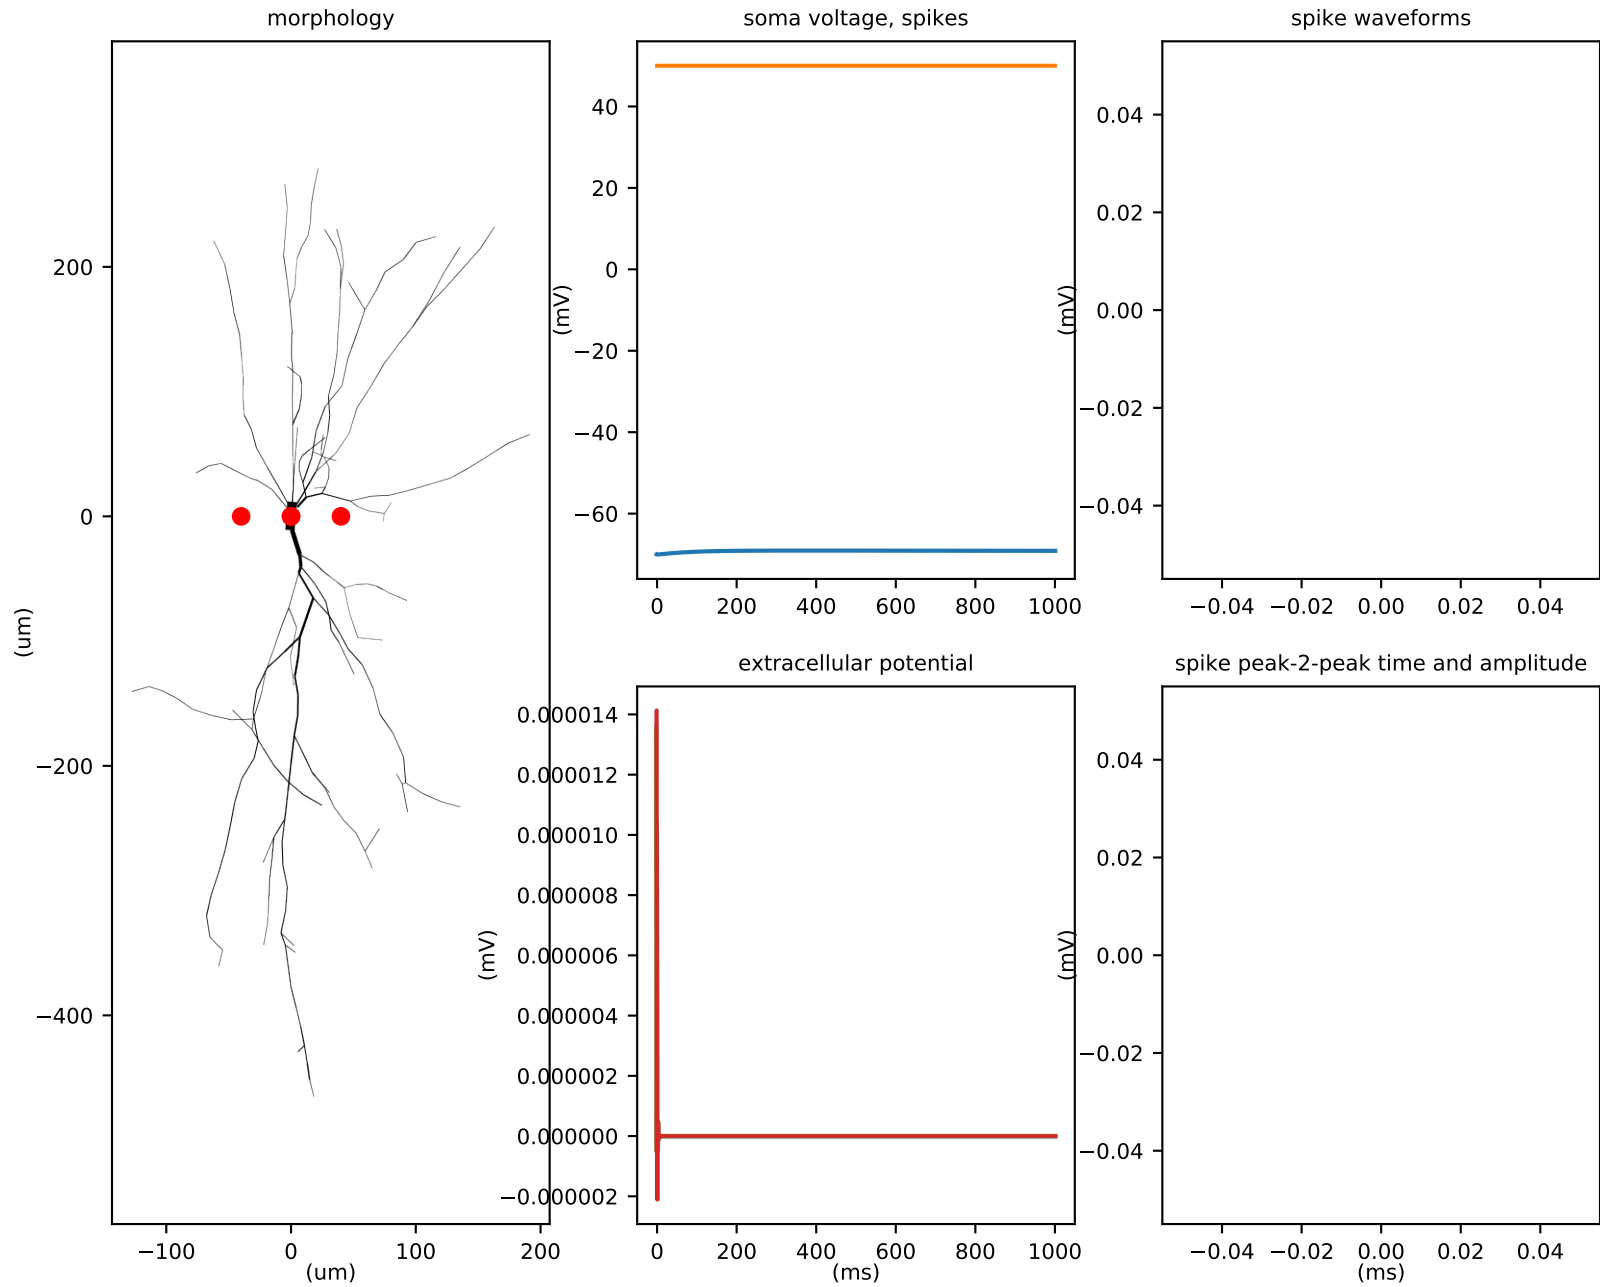 morphology
(um)
200
0
−200
−400
−100 0 100 200
(um)
soma voltage, spikes
(mV)
40
20
0
−20
−40
−60
0 200 400 600 800 1000
spike waveforms
(mV)
0.04
0.02
0.00
−0.02
−0.04
−0.04 −0.02 0.00 0.02 0.04
extracellular potential
(mV)
0.000014
0.000012
0.000010
0.000008
0.000006
0.000004
0.000002
0.000000
−0.000002
0 200 400 600 800 1000
(ms)
spike peak-2-peak time and amplitude
(mV)
0.04
0.02
0.00
−0.02
−0.04
−0.04 −0.02 0.00 0.02 0.04
(ms)